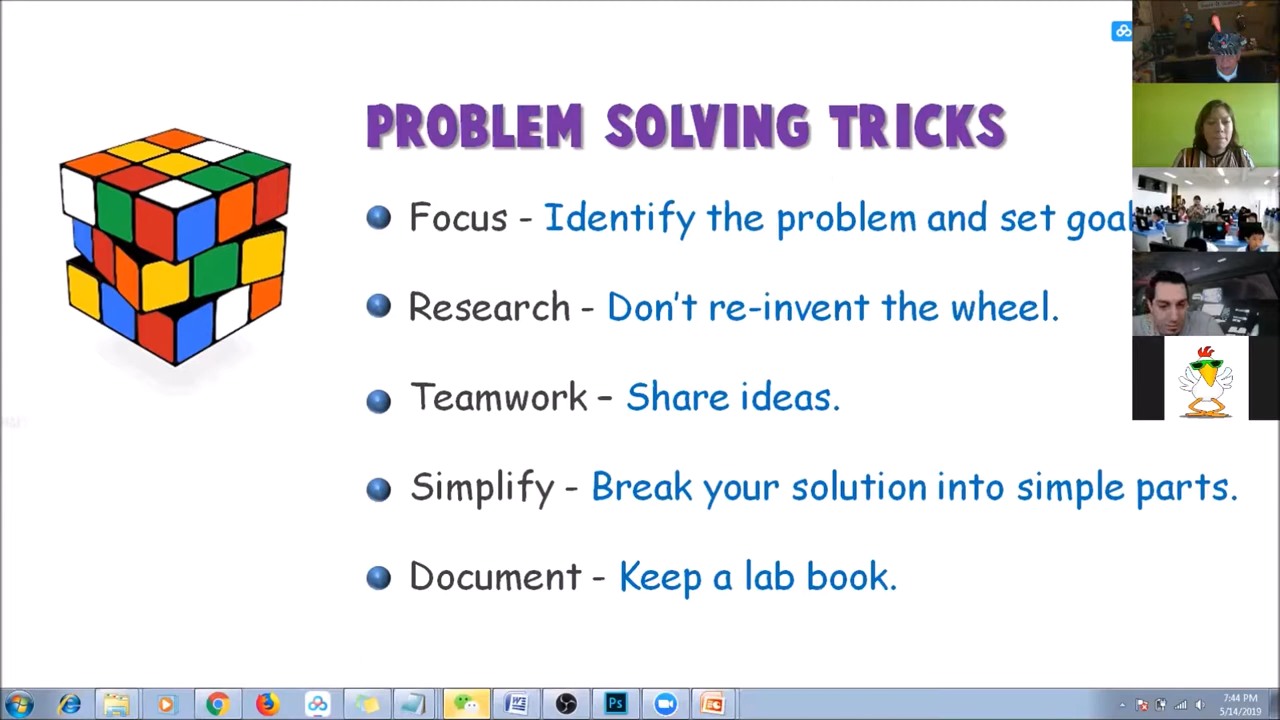 PROBLEM SOLVING TRICKS
Focus - Identify the problem and set goal
Research - Don't re-invent the wheel.
Teamwork – Share ideas.
Simplify - Break your solution into simple parts.
Document - Keep a lab book.
7:44 PM
5/14/2019